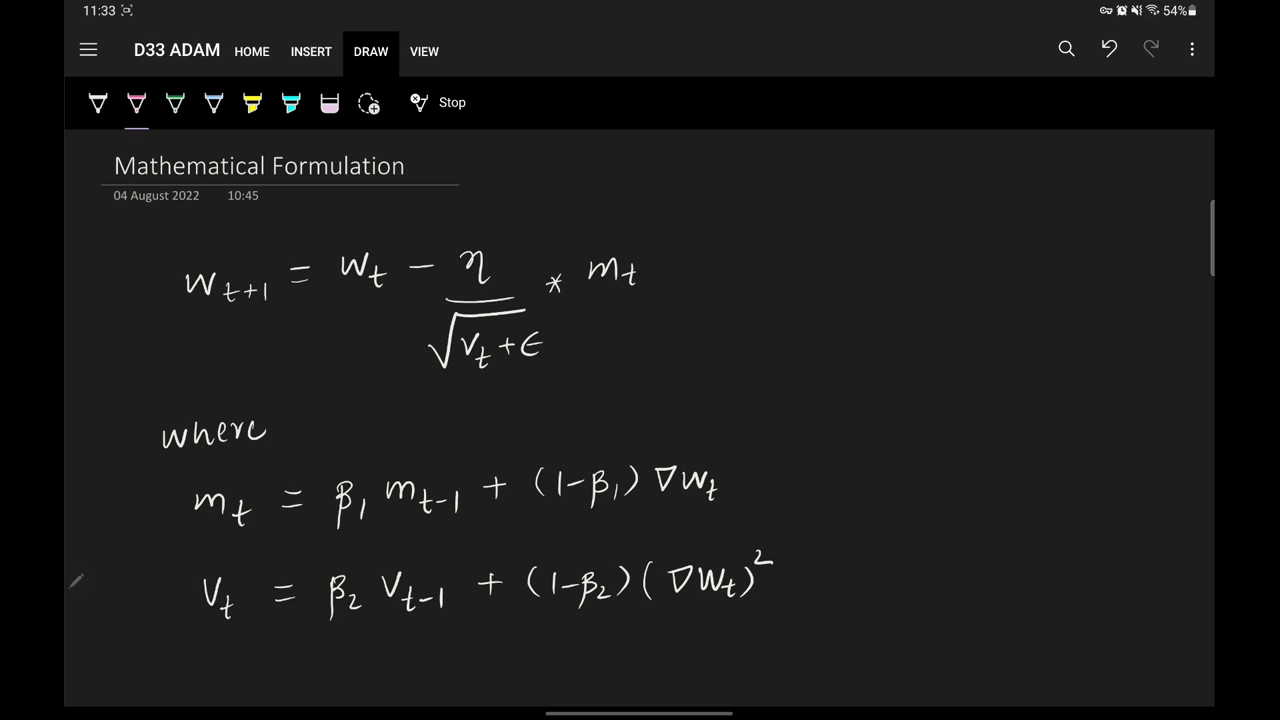 11:33 54%
D33 ADAM HOME INSERT DRAW VIEW
Stop
Mathematical Formulation
04 August 2022 10:45
w_{t+1} = w_t - η / √(v_t + ϵ) * m_t
where
m_t = β_1 m_{t-1} + (1-β_1) ∇w_t
v_t = β_2 v_{t-1} + (1-β_2)(∇w_t)^2